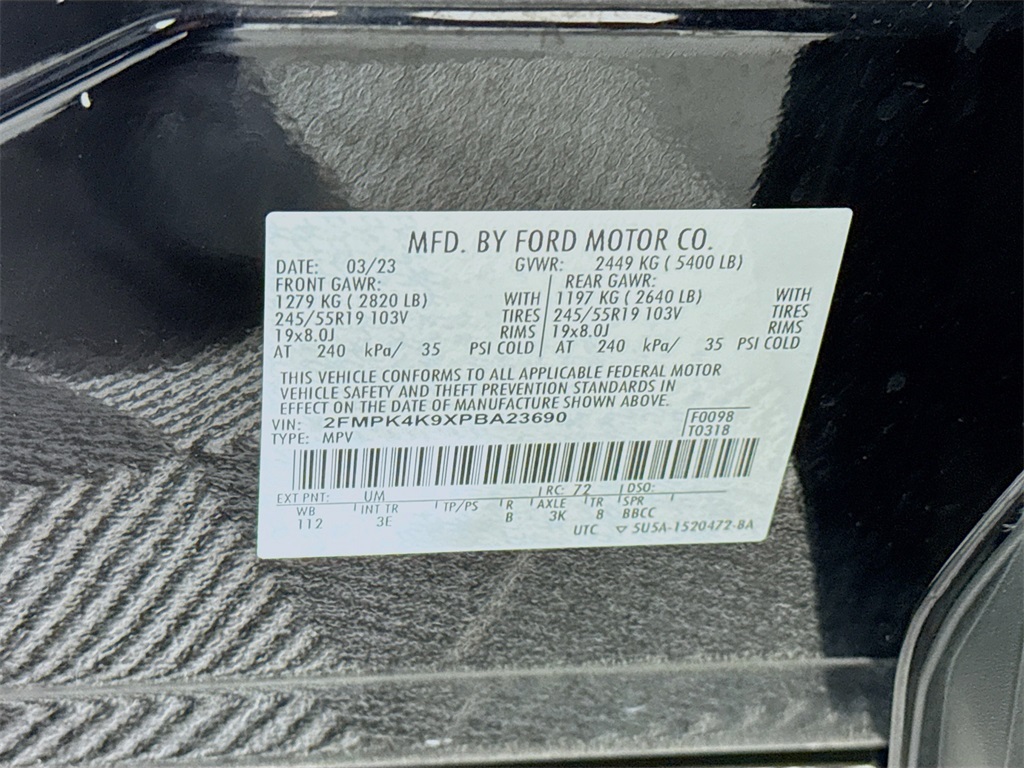 MFD. BY FORD MOTOR CO.
DATE: 03/23 GVWR: 2449 KG ( 5400 LB)
FRONT GAWR: REAR GAWR:
1279 KG ( 2820 LB) WITH 1197 KG ( 2640 LB) WITH
245/55R19 103V TIRES 245/55R19 103V TIRES
19x8.0J RIMS 19x8.0J RIMS
AT 240 kPa/ 35 PSI COLD AT 240 kPa/ 35 PSI COLD
THIS VEHICLE CONFORMS TO ALL APPLICABLE FEDERAL MOTOR
VEHICLE SAFETY AND THEFT PREVENTION STANDARDS IN
EFFECT ON THE DATE OF MANUFACTURE SHOWN ABOVE.
VIN: 2FMPK4K9XPBA23690 F0098
TYPE: MPV T0318
EXT PNT: UM RC: 72 DSO:
WB INT TR TP/PS R AXLE TR SPR
112 3E B 3K 8 BBCC
UTC ▽ 5U5A-1520472-BA